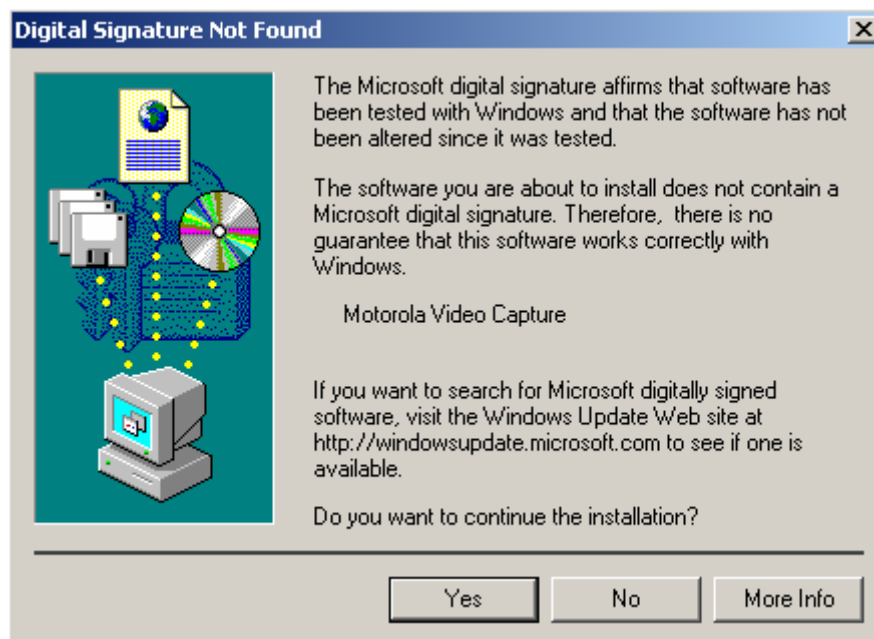 Digital Signature Not Found
The Microsoft digital signature affirms that software has
been tested with Windows and that the software has not
been altered since it was tested.
The software you are about to install does not contain a
Microsoft digital signature. Therefore,  there is no
guarantee that this software works correctly with
Windows.
Motorola Video Capture
If you want to search for Microsoft digitally signed
software, visit the Windows Update Web site at
http://windowsupdate.microsoft.com to see if one is
available.
Do you want to continue the installation?
Yes No More Info